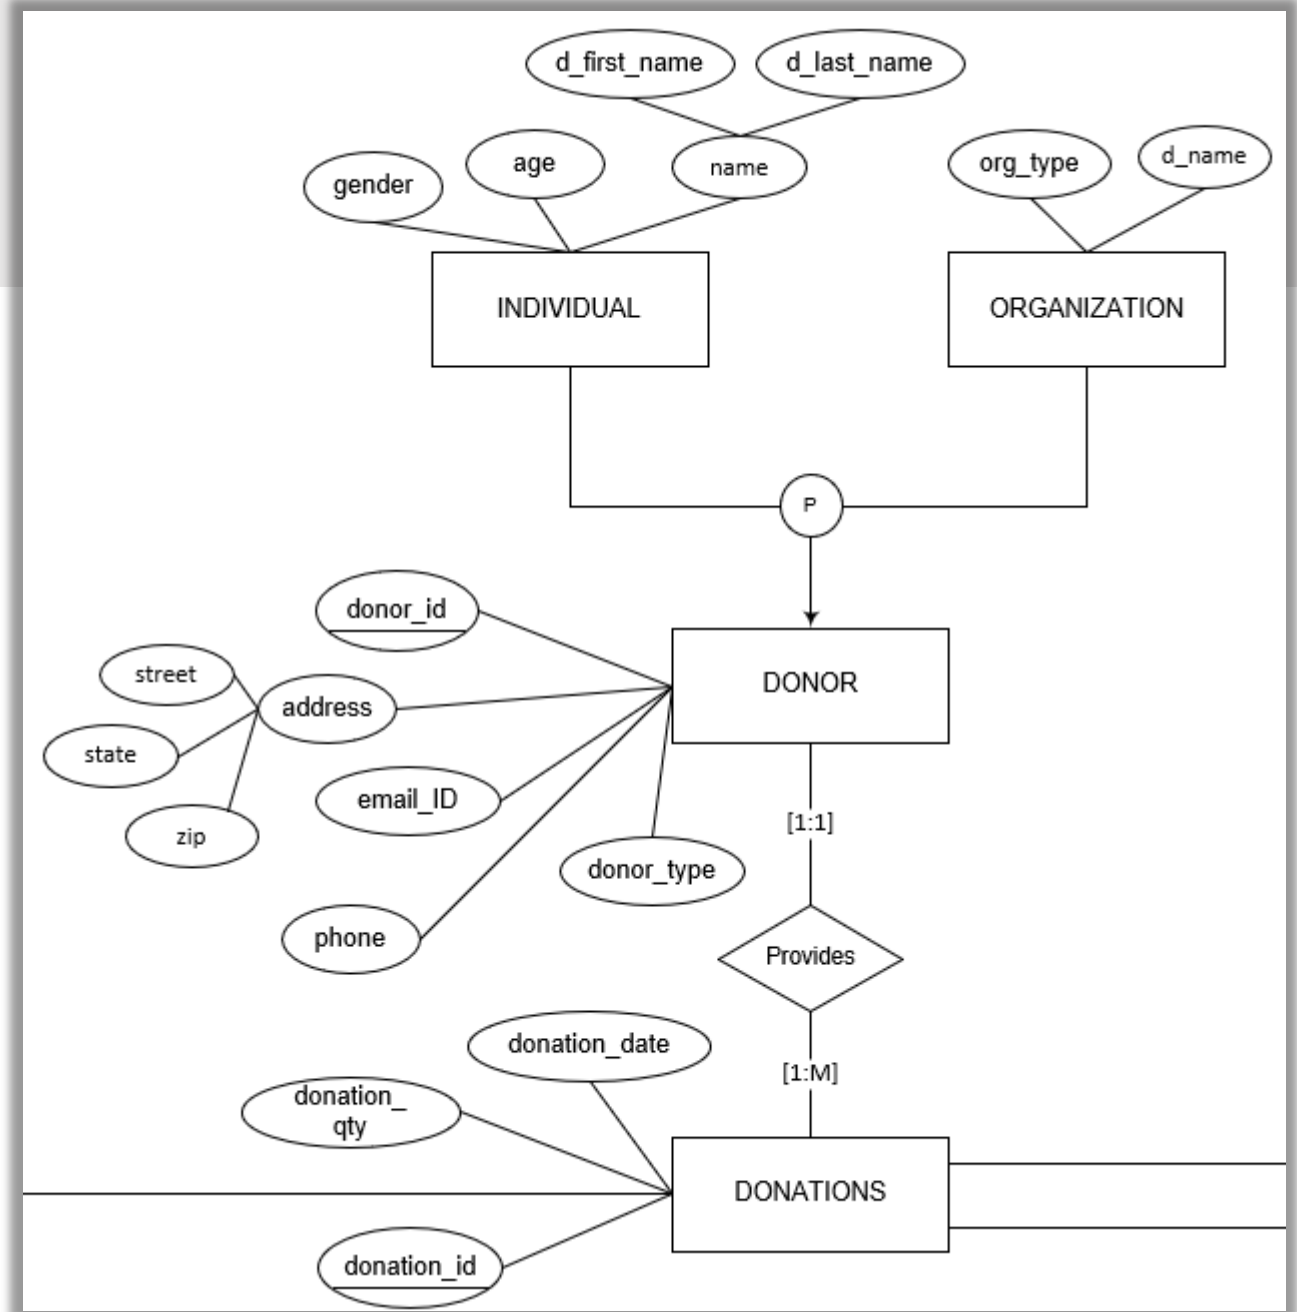 d_first_name
d_last_name
gender
age
name
org_type
d_name
INDIVIDUAL
ORGANIZATION
P
donor_id
street
address
DONOR
state
email_ID
zip
[1:1]
donor_type
phone
Provides
donation_date
[1:M]
donation_
qty
DONATIONS
donation_id